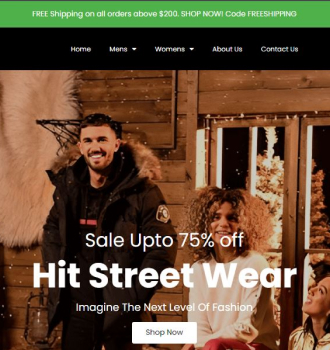 FREE Shipping on all orders above $200. SHOP NOW! Code FREESHIPPING
Home Mens Womens About Us Contact Us
Sale Upto 75% off
Hit Street Wear
Imagine The Next Level Of Fashion
Shop Now